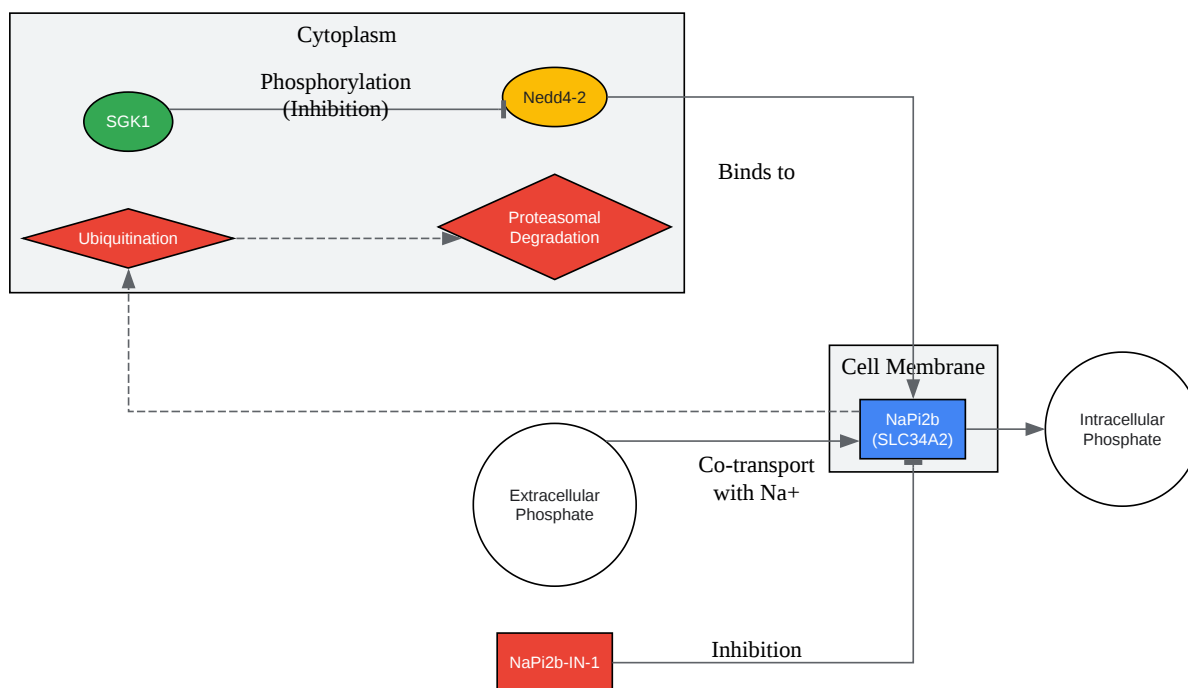 Cytoplasm
Phosphorylation
(Inhibition)
SGK1
Nedd4-2
Binds to
Ubiquitination
Proteasomal
Degradation
Cell Membrane
NaPi2b
(SLC34A2)
Intracellular
Phosphate
Co-transport
with Na+
Extracellular
Phosphate
NaPi2b-IN-1
Inhibition